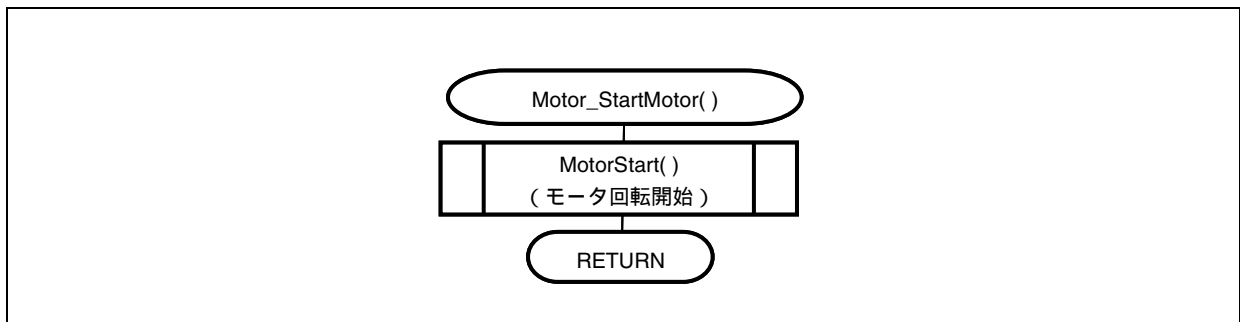 Motor_StartMotor( )
MotorStart( )
（モータ回転開始）
RETURN